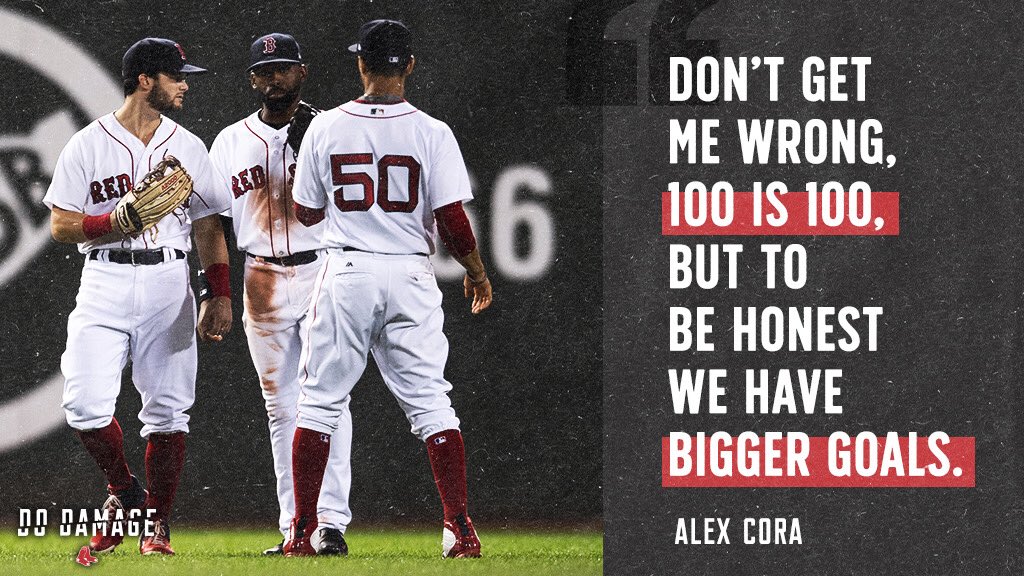 DON'T GET
ME WRONG,
100 IS 100,
BUT TO
BE HONEST
WE HAVE
BIGGER GOALS.
ALEX CORA
B
RED
RED
50
DO DAMAGE